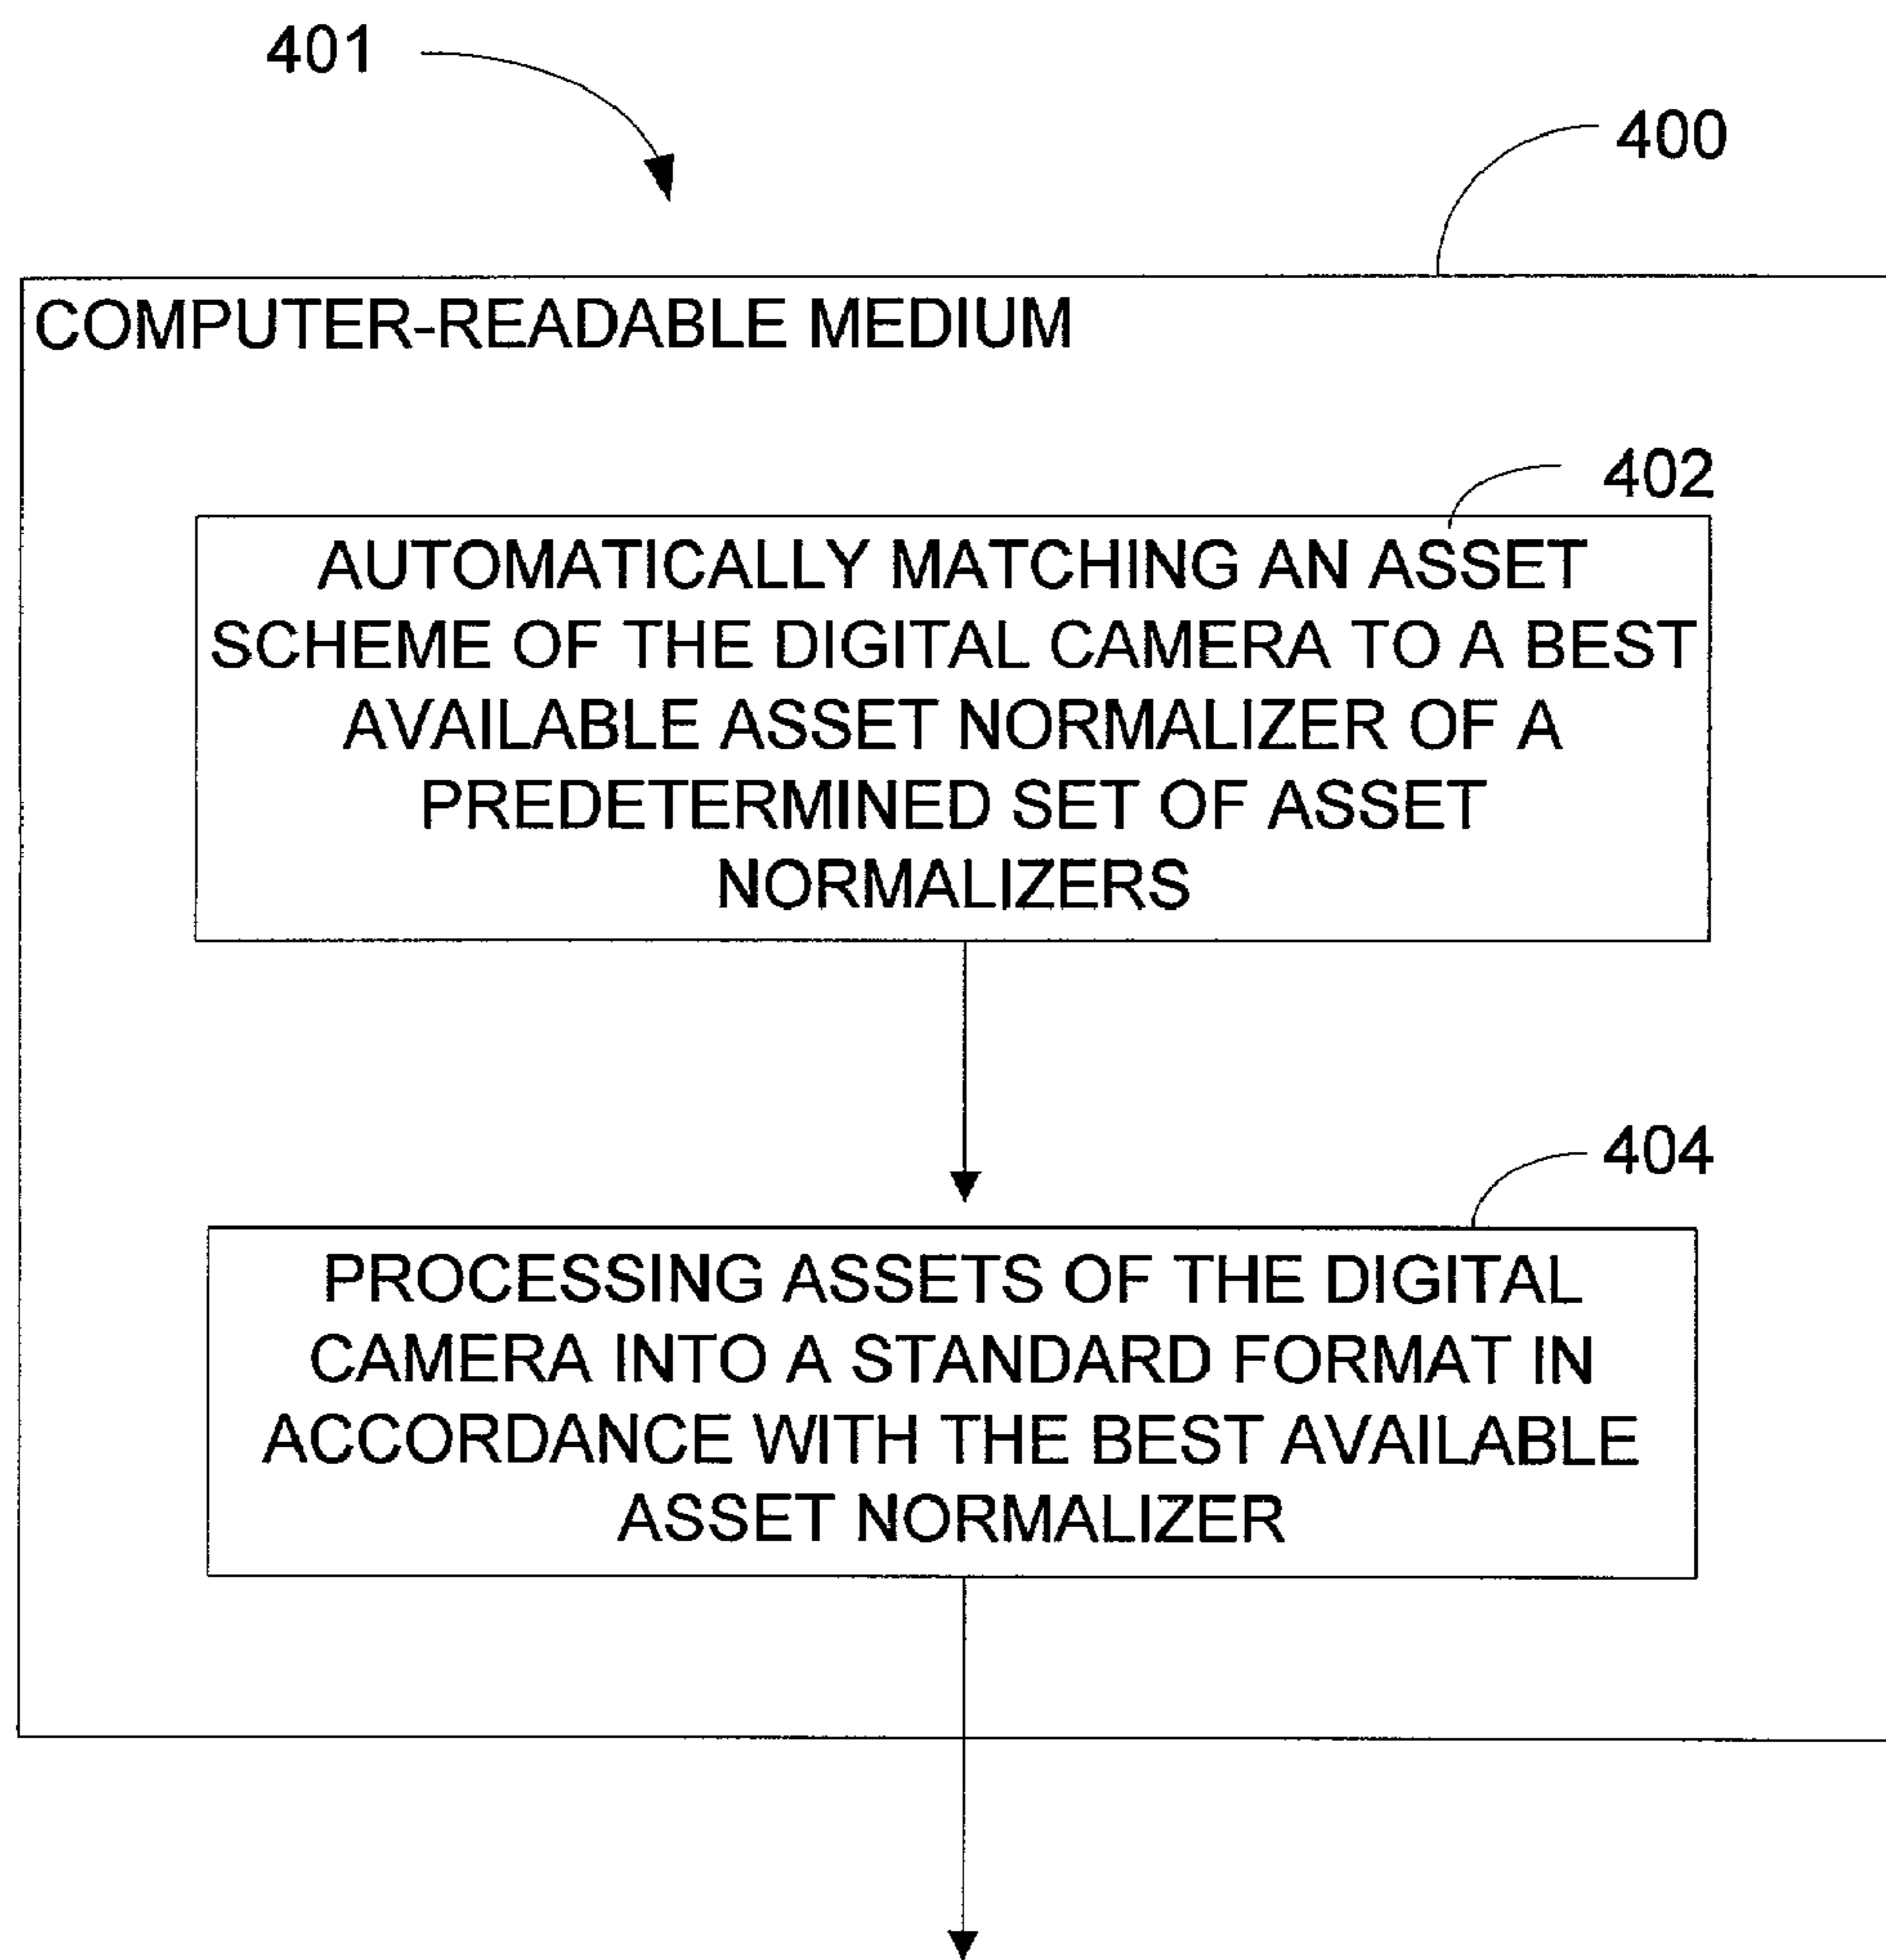 401
400
COMPUTER-READABLE MEDIUM
402
AUTOMATICALLY MATCHING AN ASSET
SCHEME OF THE DIGITAL CAMERA TO A BEST
AVAILABLE ASSET NORMALIZER OF A
PREDETERMINED SET OF ASSET
NORMALIZERS
404
PROCESSING ASSETS OF THE DIGITAL
CAMERA INTO A STANDARD FORMAT IN
ACCORDANCE WITH THE BEST AVAILABLE
ASSET NORMALIZER